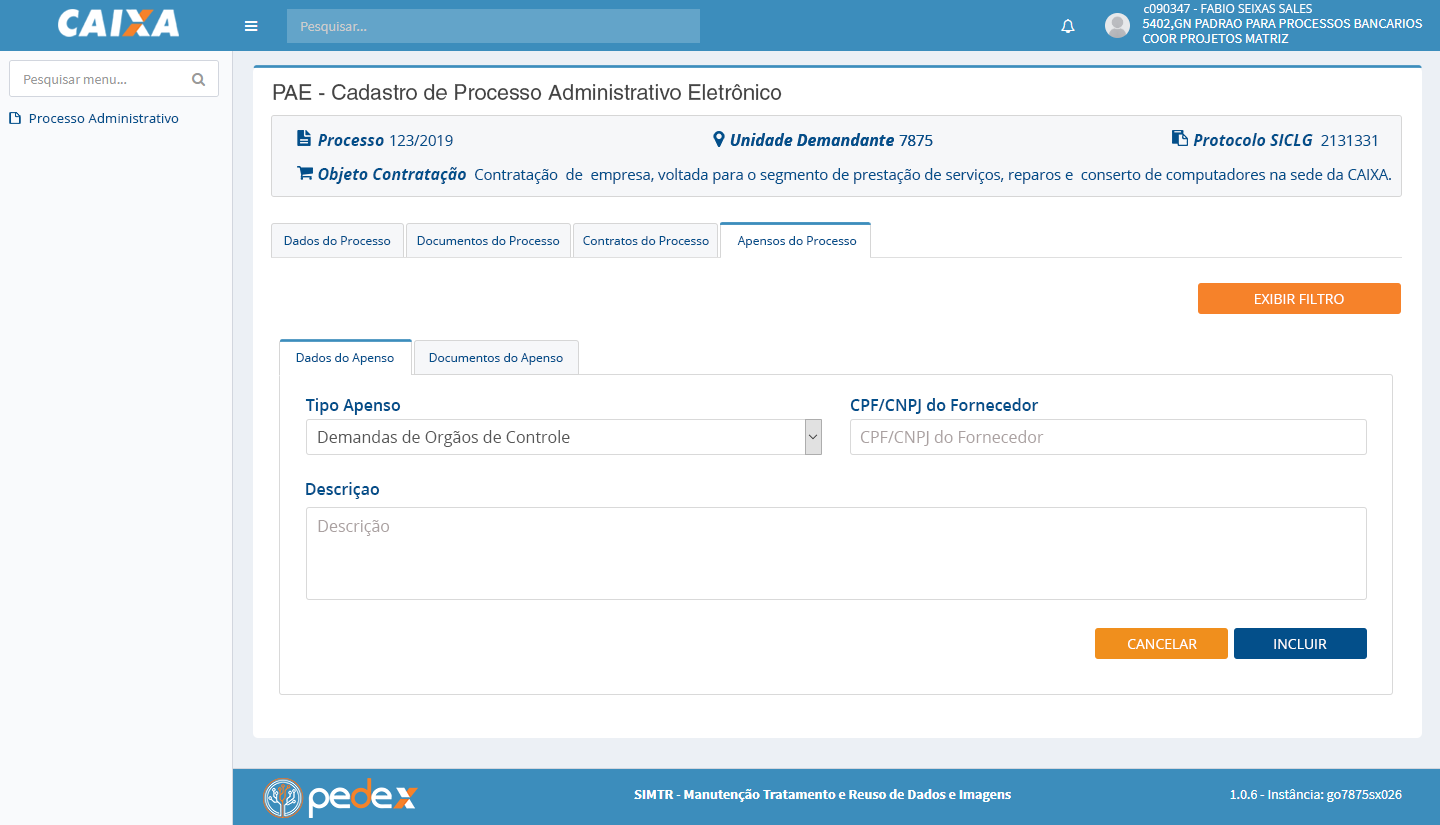 CAIXA
Pesquisar...
c090347 - FABIO SEIXAS SALES
5402,GN PADRAO PARA PROCESSOS BANCARIOS
COOR PROJETOS MATRIZ
Pesquisar menu...
Processo Administrativo
PAE - Cadastro de Processo Administrativo Eletrônico
Processo 123/2019 Unidade Demandante 7875 Protocolo SICLG 2131331
Objeto Contratação Contratação de empresa, voltada para o segmento de prestação de serviços, reparos e conserto de computadores na sede da CAIXA.
Dados do Processo Documentos do Processo Contratos do Processo Apensos do Processo
EXIBIR FILTRO
Dados do Apenso Documentos do Apenso
Tipo Apenso CPF/CNPJ do Fornecedor
Demandas de Orgãos de Controle CPF/CNPJ do Fornecedor
Descriçao
Descrição
CANCELAR INCLUIR
pedex SIMTR - Manutenção Tratamento e Reuso de Dados e Imagens 1.0.6 - Instância: go7875sx026